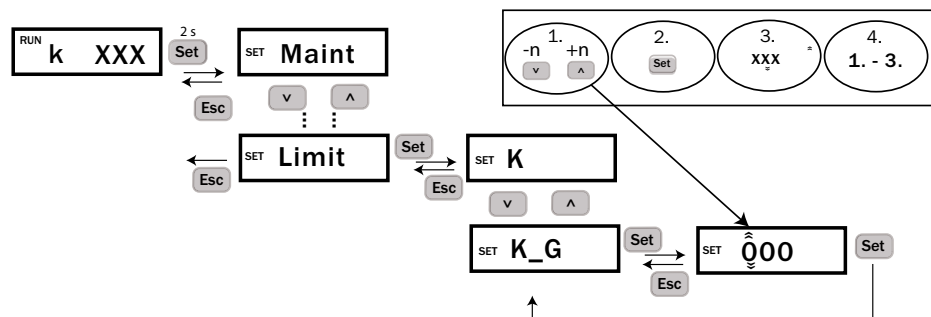 RUN k XXX
2 s
Set
Esc
SET Maint
v ʌ
SET Limit
Esc
Set
Esc
SET K
v ʌ
SET K_G
Set
Esc
SET 000
Set
1.
-n +n
v ʌ
2.
Set
3.
xxx
4.
1. - 3.